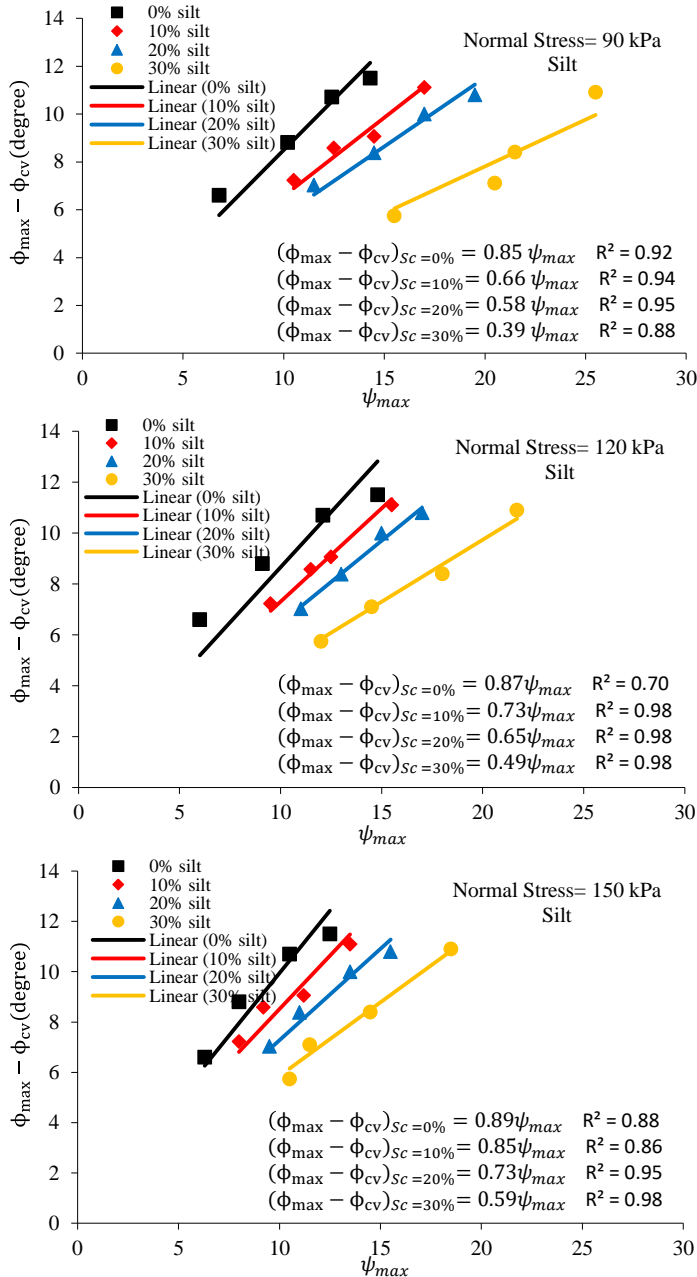 14
12
10
8
6
4
2
0
0
5
10
15
20
25
30
ϕmax − ϕcv(degree)
ψmax
0% silt
10% silt
20% silt
30% silt
Linear (0% silt)
Linear (10% silt)
Linear (20% silt)
Linear (30% silt)
Normal Stress= 90 kPa
Silt
(ϕmax − ϕcv)Sc=0% = 0.85 ψmax R² = 0.92
(ϕmax − ϕcv)Sc=10% = 0.66 ψmax R² = 0.94
(ϕmax − ϕcv)Sc=20% = 0.58 ψmax R² = 0.95
(ϕmax − ϕcv)Sc=30% = 0.39 ψmax R² = 0.88
14
12
10
8
6
4
2
0
0
5
10
15
20
25
30
ϕmax − ϕcv(degree)
ψmax
0% silt
10% silt
20% silt
30% silt
Linear (0% silt)
Linear (10% silt)
Linear (20% silt)
Linear (30% silt)
Normal Stress= 120 kPa
Silt
(ϕmax − ϕcv)Sc=0% = 0.87ψmax R² = 0.70
(ϕmax − ϕcv)Sc=10% = 0.73ψmax R² = 0.98
(ϕmax − ϕcv)Sc=20% = 0.65ψmax R² = 0.98
(ϕmax − ϕcv)Sc=30% = 0.49ψmax R² = 0.98
14
12
10
8
6
4
2
0
0
5
10
15
20
25
30
ϕmax − ϕcv(degree)
ψmax
0% silt
10% silt
20% silt
30% silt
Linear (0% silt)
Linear (10% silt)
Linear (20% silt)
Linear (30% silt)
Normal Stress= 150 kPa
Silt
(ϕmax − ϕcv)Sc=0% = 0.89ψmax R² = 0.88
(ϕmax − ϕcv)Sc=10% = 0.85ψmax R² = 0.86
(ϕmax − ϕcv)Sc=20% = 0.73ψmax R² = 0.95
(ϕmax − ϕcv)Sc=30% = 0.59ψmax R² = 0.98